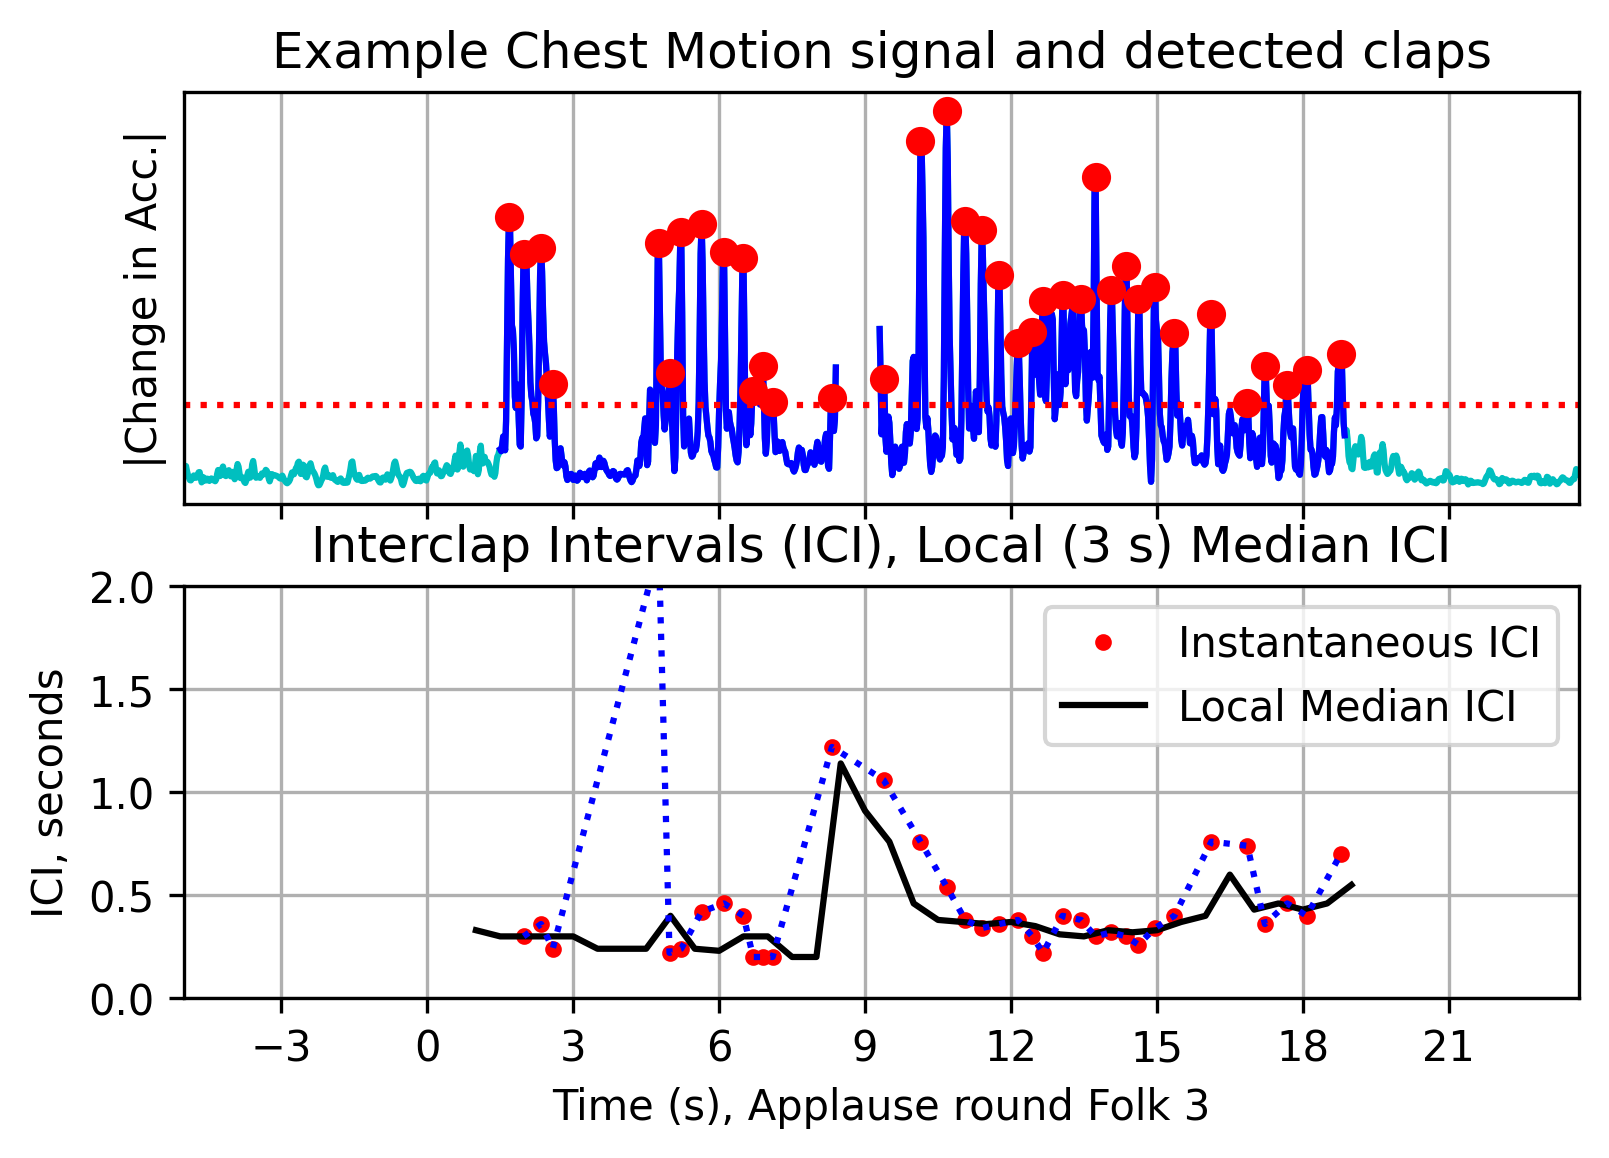 Example Chest Motion signal and detected claps
|Change in Acc.|
Interclap Intervals (ICI), Local (3 s) Median ICI
2.0
1.5
1.0
0.5
0.0
ICI, seconds
Instantaneous ICI
Local Median ICI
−3 0 3 6 9 12 15 18 21
Time (s), Applause round Folk 3